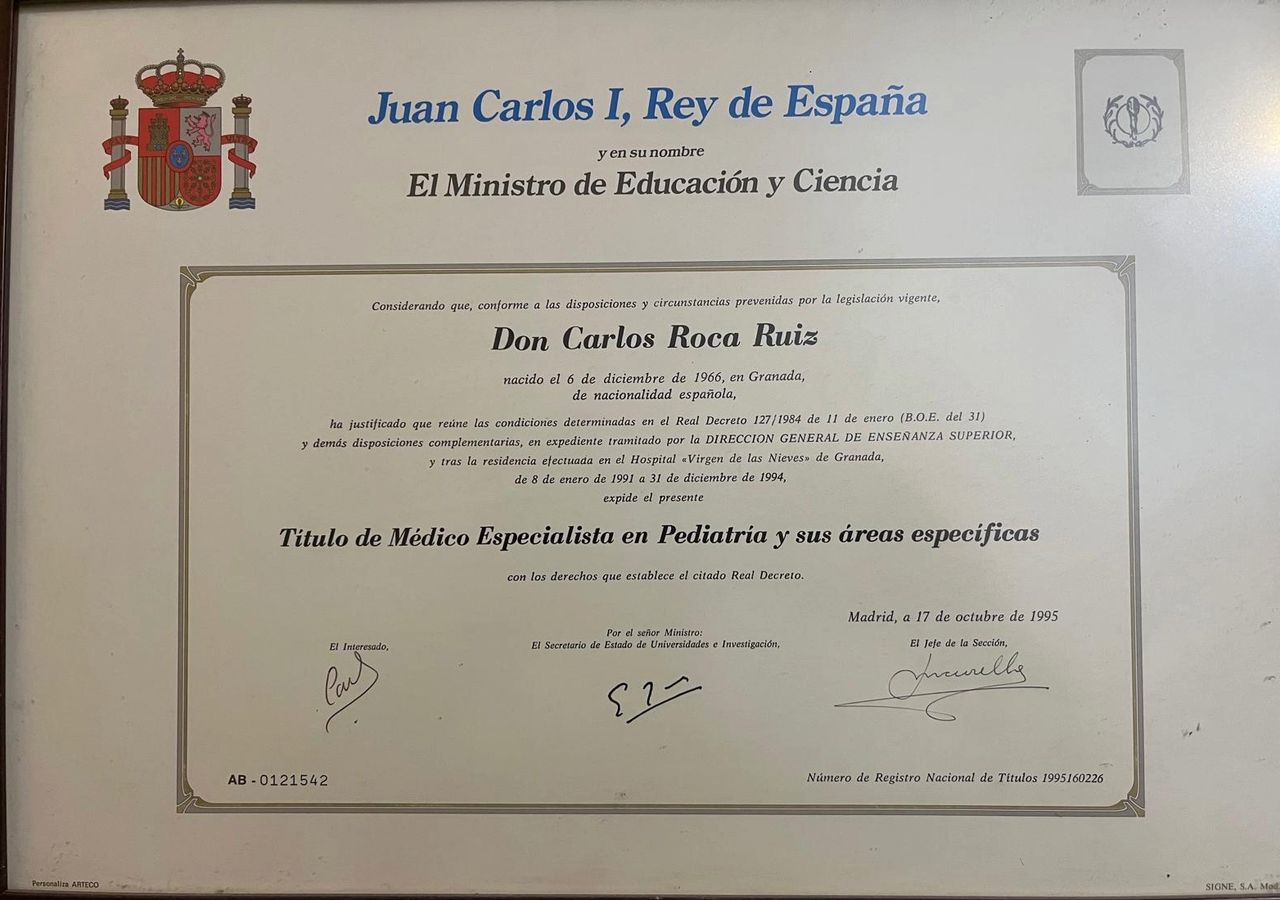 Juan Carlos I, Rey de España
y en su nombre
El Ministro de Educación y Ciencia
Considerando que, conforme a las disposiciones y circunstancias prevenidas por la legislación vigente,
Don Carlos Roca Ruiz
nacido el 6 de diciembre de 1966, en Granada,
de nacionalidad española,
ha justificado que reúne las condiciones determinadas en el Real Decreto 127/1984 de 11 de enero (B.O.E. del 31)
y demás disposiciones complementarias, en expediente tramitado por la DIRECCION GENERAL DE ENSEÑANZA SUPERIOR,
y tras la residencia efectuada en el Hospital «Virgen de las Nieves» de Granada,
de 8 de enero de 1991 a 31 de diciembre de 1994,
expide el presente
Título de Médico Especialista en Pediatría y sus áreas específicas
con los derechos que establece el citado Real Decreto.
Madrid, a 17 de octubre de 1995
El Interesado,
Por el señor Ministro:
El Secretario de Estado de Universidades e Investigación,
El Jefe de la Sección,
AB - 0121542
Número de Registro Nacional de Títulos 1995160226
Personaliza ARTECO
SIGNE, S.A. Mod.